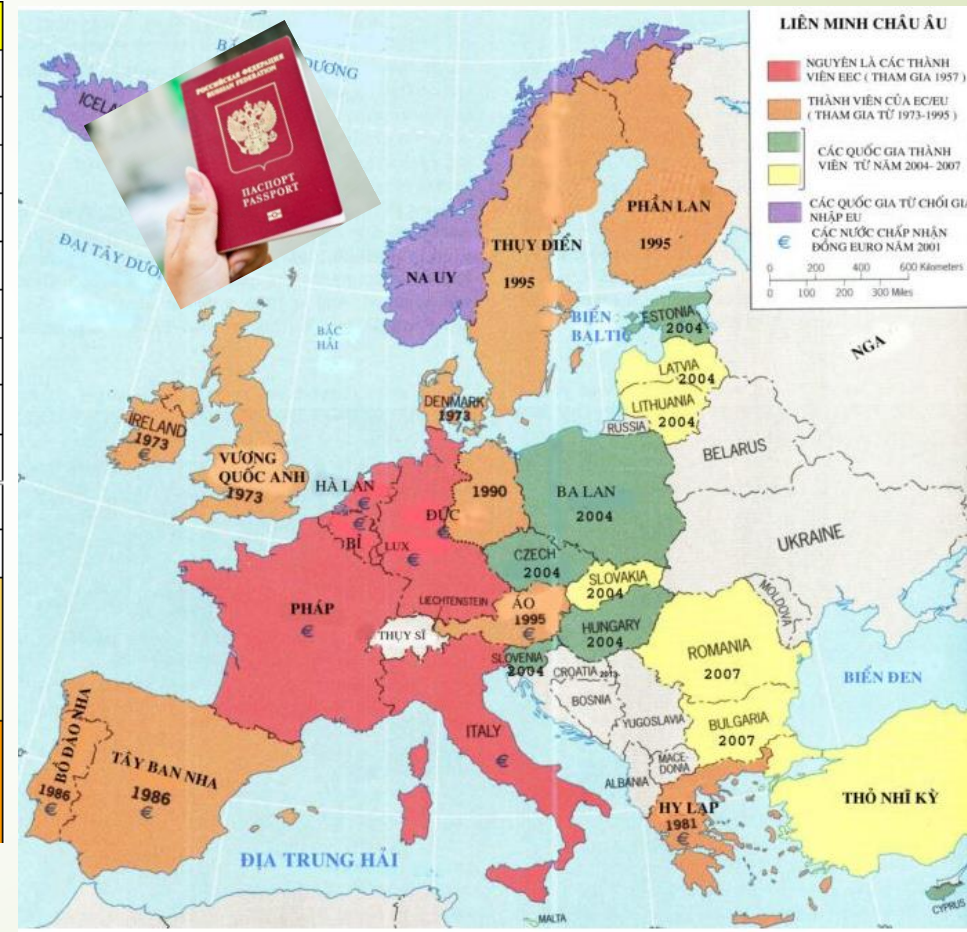 LIÊN MINH CHÂU ÂU
NGUYÊN LÀ CÁC THÀNH
VIÊN EEC ( THAM GIA 1957 )
THÀNH VIÊN CỦA EC/EU
( THAM GIA TỪ 1973-1995 )
CÁC QUỐC GIA THÀNH
VIÊN TỪ NĂM 2004- 2007
CÁC QUỐC GIA TỪ CHỐI GIA
NHẬP EU
€ CÁC NƯỚC CHẤP NHẬN
ĐỒNG EURO NĂM 2001
0 200 400 600 Kilometers
0 100 200 300 Miles
DƯƠNG
РОССИЙСКАЯ ФЕДЕРАЦИЯ
RUSSIAN FEDERATION
ПАСПОРТ
PASSPORT
ĐẠI TÂY DƯƠ
NA UY
THỤY ĐIỂN
1995
PHẦN LAN
1995
BẮC
HẢI
BIỂN
BALTIC
ESTONIA
2004
NGA
LATVIA
2004
LITHUANIA
2004
RUSSIA
BELARUS
DENMARK
1973
IRELAND
1973
€
VƯƠNG
QUỐC ANH
1973
HÀ LAN
€
€
BỈ
LUX
€
ĐỨC
€
1990
BA LAN
2004
UKRAINE
CZECH
2004
SLOVAKIA
2004
MOLDOVA
LIECHTENSTEIN
ÁO
1995
€
HUNGARY
2004
PHÁP
€
THỤY SĨ
SLOVENIA
2004
CROATIA 2013
ROMANIA
2007
BIỂN ĐEN
BOSNIA
YUGOSLAVIA
BULGARIA
2007
ITALY
€
MACE-
DONIA
ALBANIA
BỒ ĐÀO NHA
1986
€
TÂY BAN NHA
1986
€
HY LẠP
1981
€
THỎ NHĨ KỲ
ĐỊA TRUNG HẢI
MALTA
CYPRUS